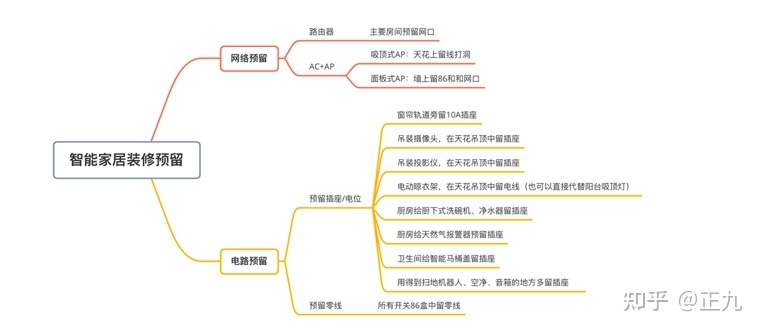 智能家居装修预留
网络预留
路由器
主要房间预留网口
AC+AP
吸顶式AP：天花上留线打洞
面板式AP：墙上留86和和网口
电路预留
预留插座/电位
窗帘轨道旁留10A插座
吊装摄像头，在天花吊顶中留插座
吊装投影仪，在天花吊顶中留插座
电动晾衣架，在天花吊顶中留电线（也可以直接代替阳台吸顶灯）
厨房给厨下式洗碗机、净水器留插座
厨房给天然气报警器预留插座
卫生间给智能马桶盖留插座
用得到扫地机器人、空净、音箱的地方多留插座
预留零线
所有开关86盒中留零线
知乎 @正九